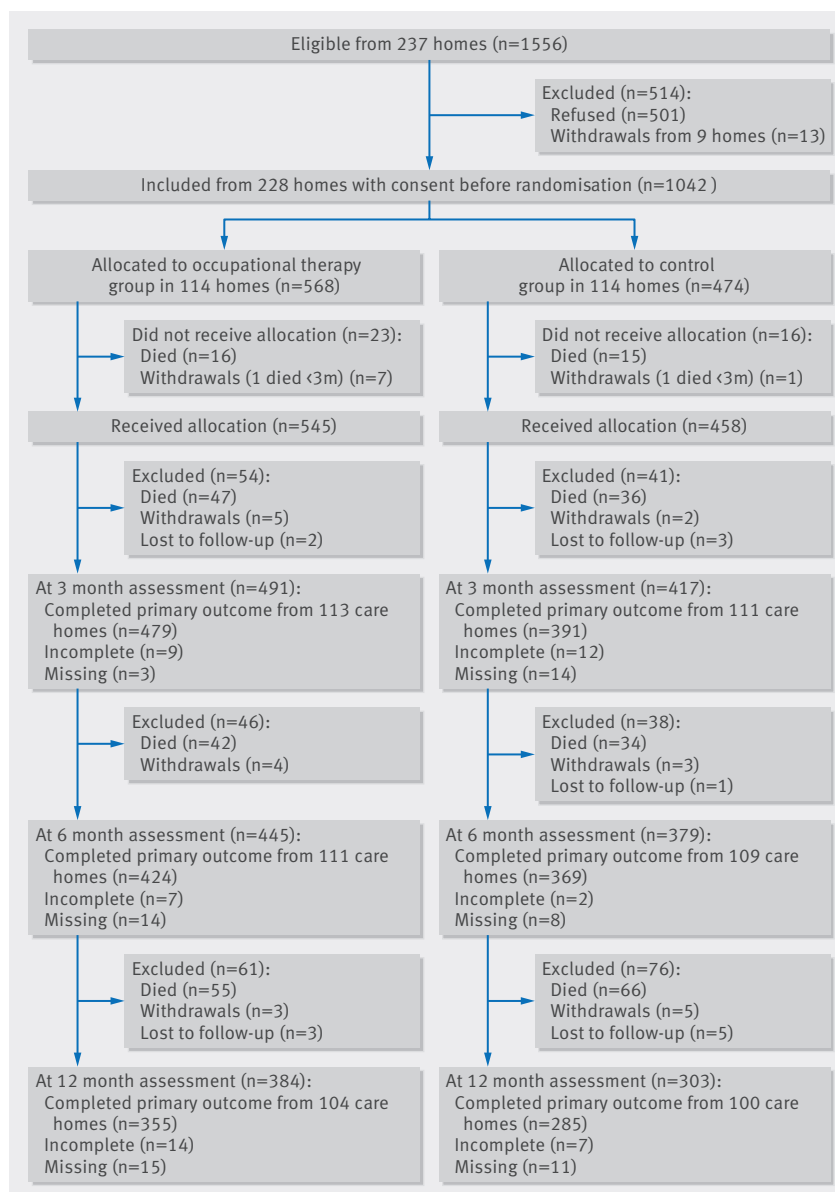 Eligible from 237 homes (n=1556)
Excluded (n=514):
Refused (n=501)
Withdrawals from 9 homes (n=13)
Included from 228 homes with consent before randomisation (n=1042 )
Allocated to occupational therapy
group in 114 homes (n=568)
Did not receive allocation (n=23):
Died (n=16)
Withdrawals (1 died <3m) (n=7)
Received allocation (n=545)
Excluded (n=54):
Died (n=47)
Withdrawals (n=5)
Lost to follow-up (n=2)
At 3 month assessment (n=491):
Completed primary outcome from 113 care
homes (n=479)
Incomplete (n=9)
Missing (n=3)
Excluded (n=46):
Died (n=42)
Withdrawals (n=4)
At 6 month assessment (n=445):
Completed primary outcome from 111 care
homes (n=424)
Incomplete (n=7)
Missing (n=14)
Excluded (n=61):
Died (n=55)
Withdrawals (n=3)
Lost to follow-up (n=3)
At 12 month assessment (n=384):
Completed primary outcome from 104 care
homes (n=355)
Incomplete (n=14)
Missing (n=15)
Allocated to control
group in 114 homes (n=474)
Did not receive allocation (n=16):
Died (n=15)
Withdrawals (1 died <3m) (n=1)
Received allocation (n=458)
Excluded (n=41):
Died (n=36)
Withdrawals (n=2)
Lost to follow-up (n=3)
At 3 month assessment (n=417):
Completed primary outcome from 111 care
homes (n=391)
Incomplete (n=12)
Missing (n=14)
Excluded (n=38):
Died (n=34)
Withdrawals (n=3)
Lost to follow-up (n=1)
At 6 month assessment (n=379):
Completed primary outcome from 109 care
homes (n=369)
Incomplete (n=2)
Missing (n=8)
Excluded (n=76):
Died (n=66)
Withdrawals (n=5)
Lost to follow-up (n=5)
At 12 month assessment (n=303):
Completed primary outcome from 100 care
homes (n=285)
Incomplete (n=7)
Missing (n=11)